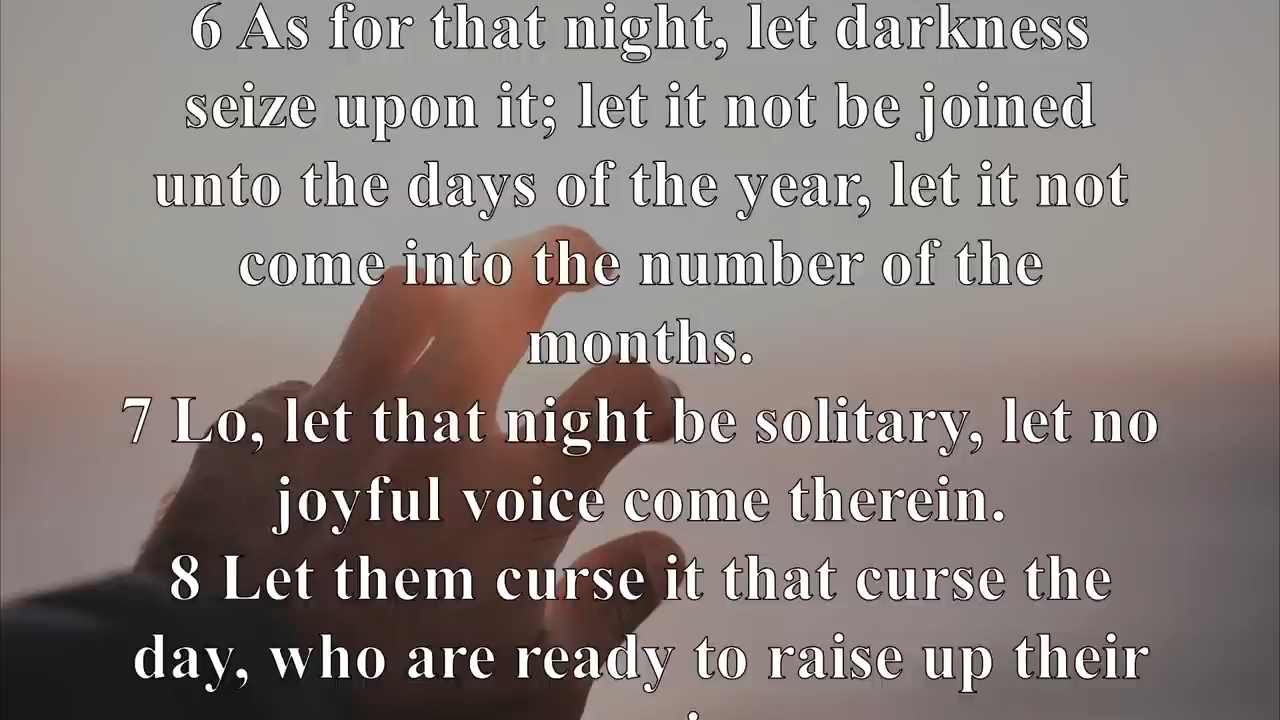 6 As for that night, let darkness
seize upon it; let it not be joined
unto the days of the year, let it not
come into the number of the
months.
7 Lo, let that night be solitary, let no
joyful voice come therein.
8 Let them curse it that curse the
day, who are ready to raise up their